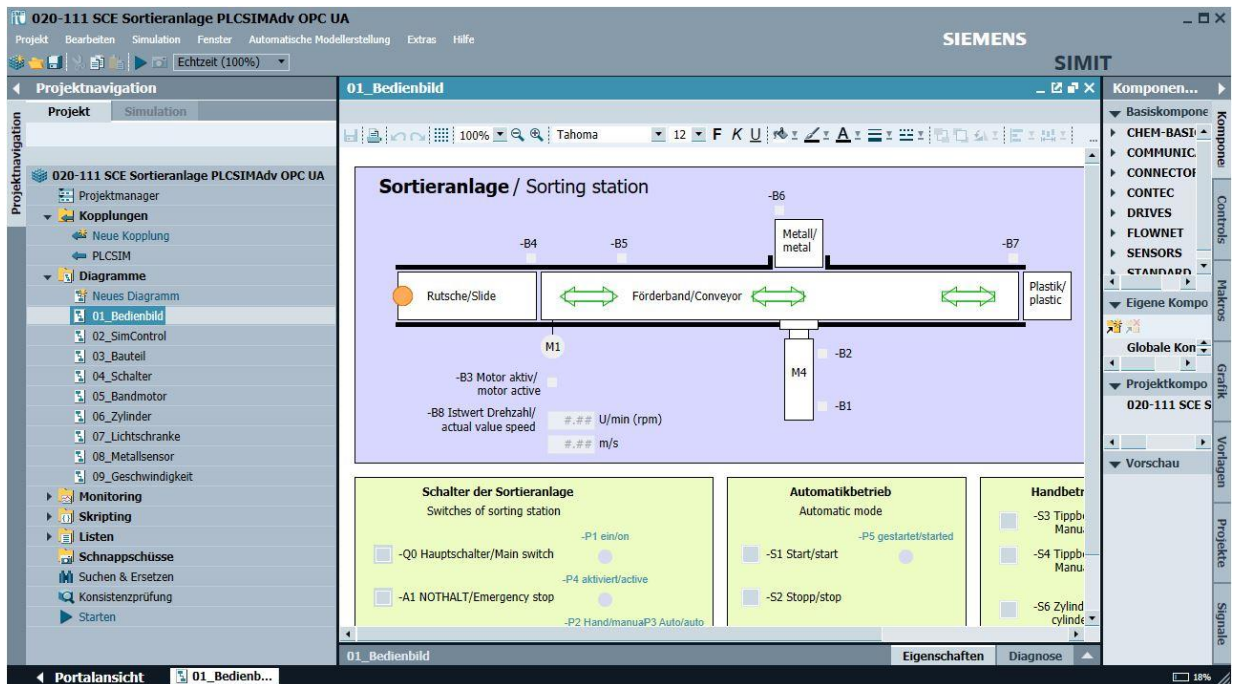 020-111 SCE Sortieranlage PLCSIMAdv OPC UA
Projekt Bearbeiten Simulation Fenster Automatische Modellerstellung Extras Hilfe
SIEMENS
SIMIT
Echtzeit (100%)
Projektnavigation
Projekt Simulation
Projektnavigation
020-111 SCE Sortieranlage PLCSIMAdv OPC UA
Projektmanager
Kopplungen
Neue Kopplung
PLCSIM
Diagramme
Neues Diagramm
01_Bedienbild
02_SimControl
03_Bauteil
04_Schalter
05_Bandmotor
06_Zylinder
07_Lichtschranke
08_Metallsensor
09_Geschwindigkeit
Monitoring
Skripting
Listen
Schnappschüsse
Suchen & Ersetzen
Konsistenzprüfung
Starten
01_Bedienbild
100% Tahoma 12 F K U A
Sortieranlage / Sorting station
-B6
Metall/
metal
-B4 -B5 -B7
Rutsche/Slide Förderband/Conveyor
Plastik/
plastic
M1
-B2
M4
-B1
-B3 Motor aktiv/
motor active
-B8 Istwert Drehzahl/
actual value speed
#.## U/min (rpm)
#.## m/s
Schalter der Sortieranlage
Switches of sorting station
-P1 ein/on
-Q0 Hauptschalter/Main switch
-P4 aktiviert/active
-A1 NOTHALT/Emergency stop
-P2 Hand/manual-P3 Auto/auto
Automatikbetrieb
Automatic mode
-P5 gestartet/started
-S1 Start/start
-S2 Stopp/stop
Handbetr
-S3 Tippb
Manu
-S4 Tippb
Manu
-S6 Zylind
cylinde
01_Bedienbild
Eigenschaften Diagnose
Komponen...
Basiskompone
CHEM-BASI
COMMUNIC
CONNECTOR
CONTEC
DRIVES
FLOWNET
SENSORS
STANDARD
Eigene Kompo
Globale Kon
Projektkompo
020-111 SCE S
Vorschau
Kompone
Controls
Makros
Grafik
Vorlagen
Projekte
Signale
Portalansicht 01_Bedienb...
18%